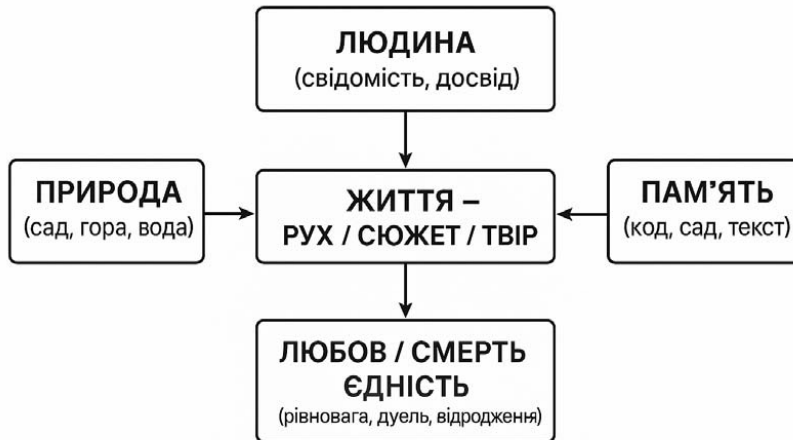 ЛЮДИНА
(свідомість, досвід)
ПРИРОДА
(сад, гора, вода)
ЖИТТЯ –
РУХ / СЮЖЕТ / ТВІР
ПАМ’ЯТЬ
(код, сад, текст)
ЛЮБОВ / СМЕРТЬ
ЄДНІСТЬ
(рівновага, дуель, відродження)